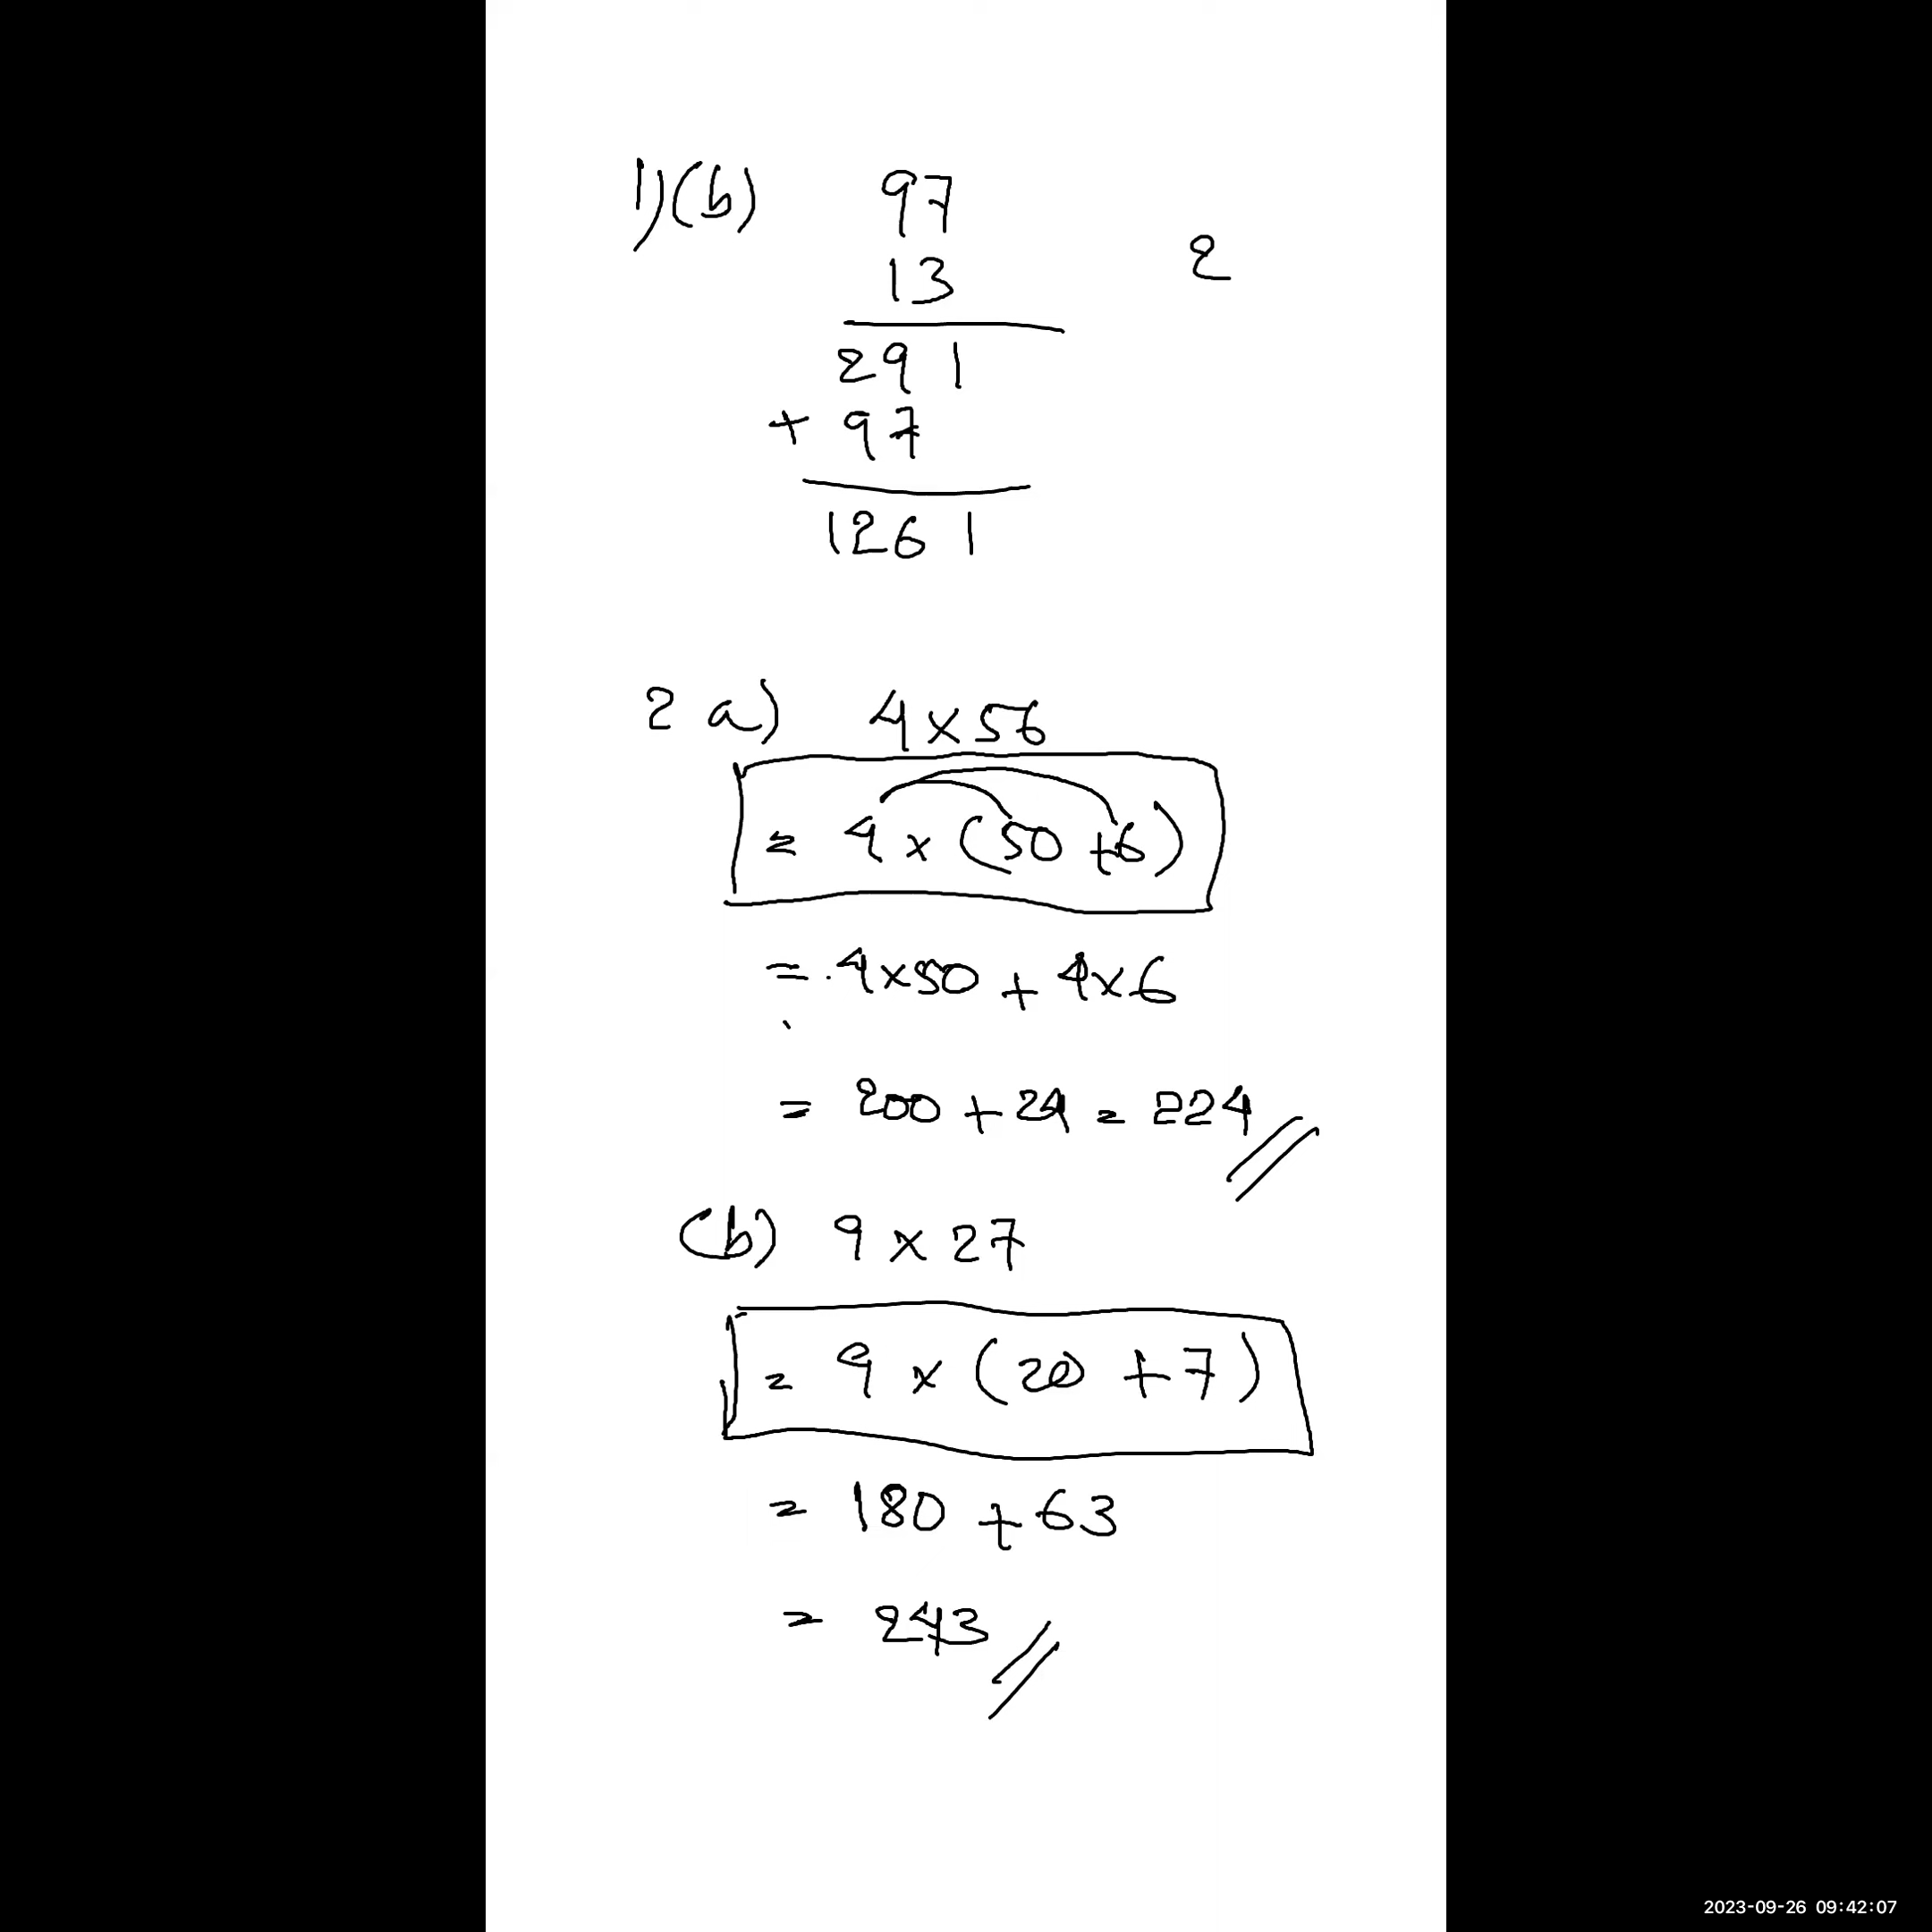 1)(b) 97
13 2
291
+ 97
1261
2 a) 4 x 56
= 4 x (50 + 6)
= 4 x 50 + 4 x 6
= 200 + 24 = 224 //
(b) 9 x 27
= 9 x (20 + 7)
= 180 + 63
= 243 //
2023-09-26 09:42:07